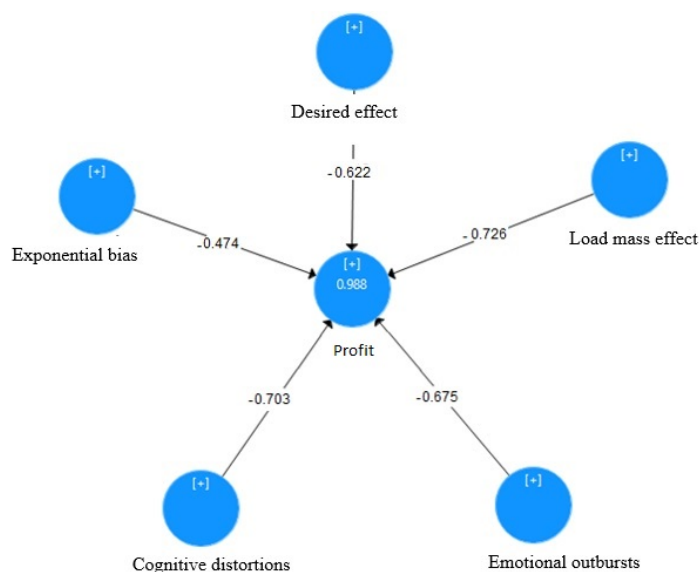 [+]
Desired effect
-0.622
[+]
Exponential bias
-0.474
[+]
Load mass effect
-0.726
[+]
0.988
Profit
-0.703
-0.675
[+]
Cognitive distortions
[+]
Emotional outbursts